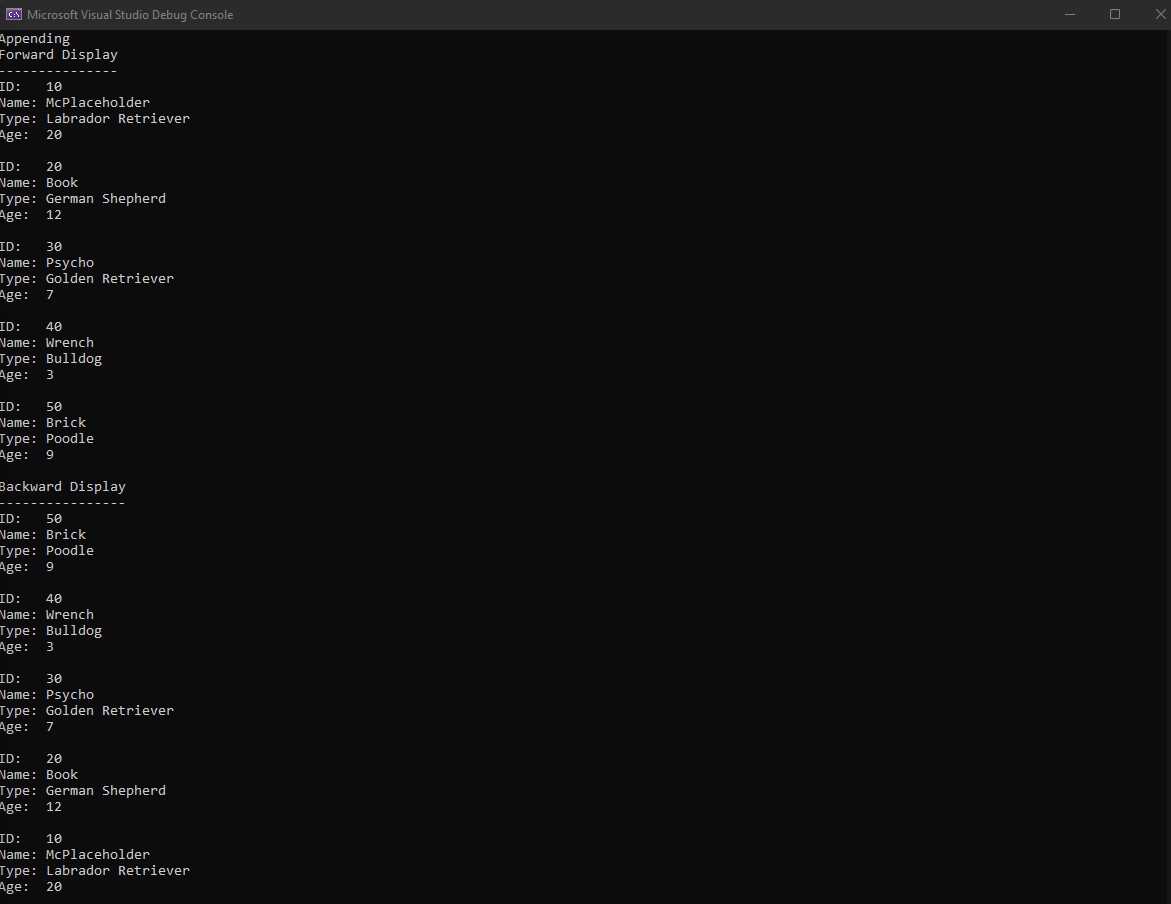 Microsoft Visual Studio Debug Console
Appending
Forward Display
---------------
ID:   10
Name: McPlaceholder
Type: Labrador Retriever
Age:  20

ID:   20
Name: Book
Type: German Shepherd
Age:  12

ID:   30
Name: Psycho
Type: Golden Retriever
Age:  7

ID:   40
Name: Wrench
Type: Bulldog
Age:  3

ID:   50
Name: Brick
Type: Poodle
Age:  9

Backward Display
----------------
ID:   50
Name: Brick
Type: Poodle
Age:  9

ID:   40
Name: Wrench
Type: Bulldog
Age:  3

ID:   30
Name: Psycho
Type: Golden Retriever
Age:  7

ID:   20
Name: Book
Type: German Shepherd
Age:  12

ID:   10
Name: McPlaceholder
Type: Labrador Retriever
Age:  20